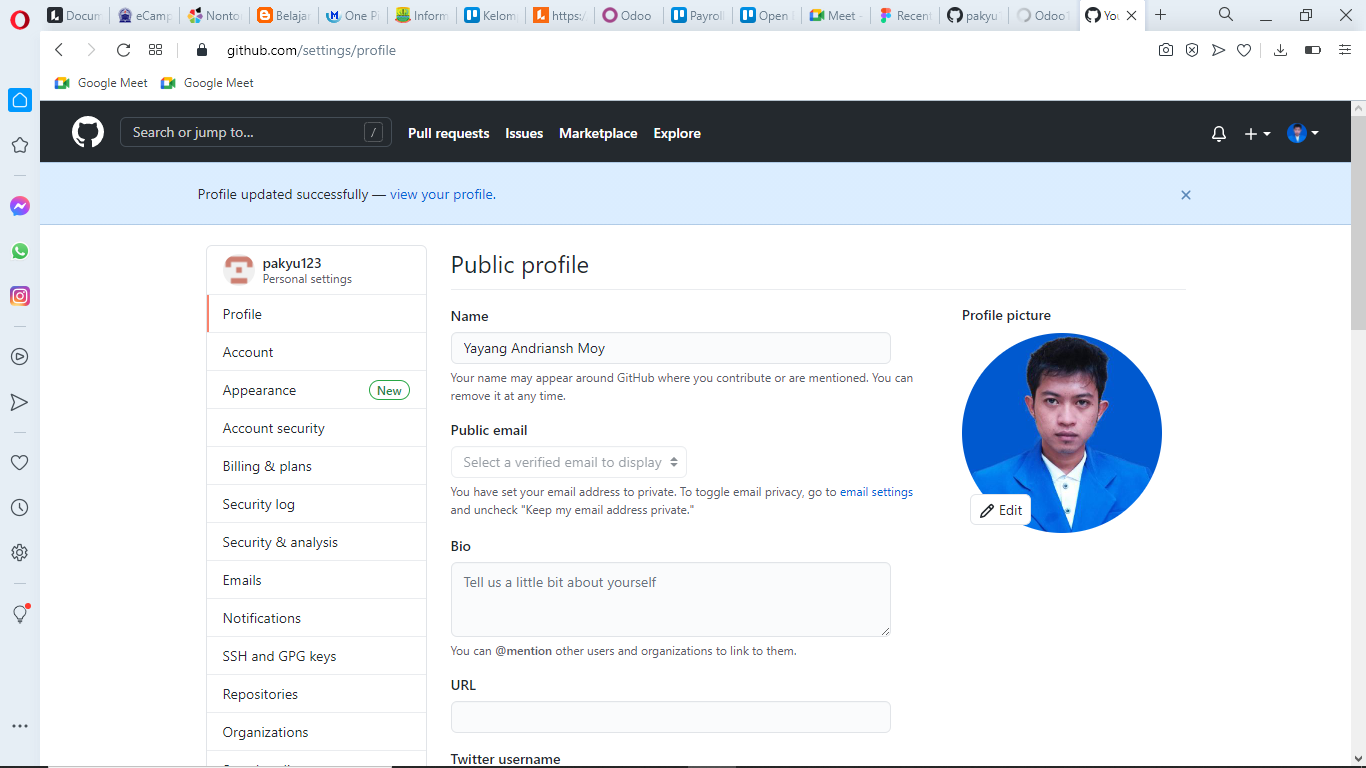 Docum
eCamp
Nonto
Belaja
One Pi
Inform
Kelom
https:/
Odoo
Payrol
Open
Meet -
Recent
pakyu
Odoo1
You
github.com/settings/profile
Google Meet
Google Meet
Search or jump to...
/
Pull requests
Issues
Marketplace
Explore
Profile updated successfully — view your profile.
pakyu123
Personal settings
Profile
Account
Appearance
New
Account security
Billing & plans
Security log
Security & analysis
Emails
Notifications
SSH and GPG keys
Repositories
Organizations
Public profile
Name
Yayang Andriansh Moy
Your name may appear around GitHub where you contribute or are mentioned. You can
remove it at any time.
Public email
Select a verified email to display
You have set your email address to private. To toggle email privacy, go to email settings
and uncheck "Keep my email address private."
Bio
Tell us a little bit about yourself
You can @mention other users and organizations to link to them.
URL
Twitter username
Profile picture
Edit